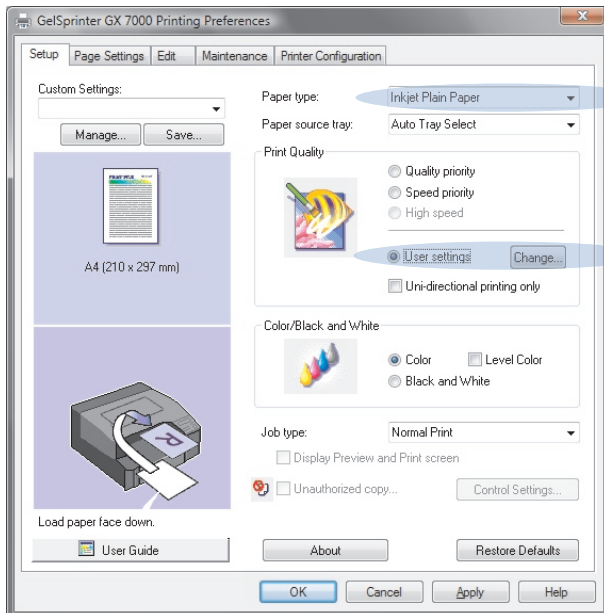 GelSprinter GX 7000 Printing Preferences
Setup
Page Settings
Edit
Maintenance
Printer Configuration
Custom Settings:
Manage...
Save...
A4 (210 x 297 mm)
Load paper face down.
User Guide
Paper type:
Inkjet Plain Paper
Paper source tray:
Auto Tray Select
Print Quality
Quality priority
Speed priority
High speed
User settings
Change...
Uni-directional printing only
Color/Black and White
Color
Level Color
Black and White
Job type:
Normal Print
Display Preview and Print screen
Unauthorized copy...
Control Settings...
About
Restore Defaults
OK
Cancel
Apply
Help